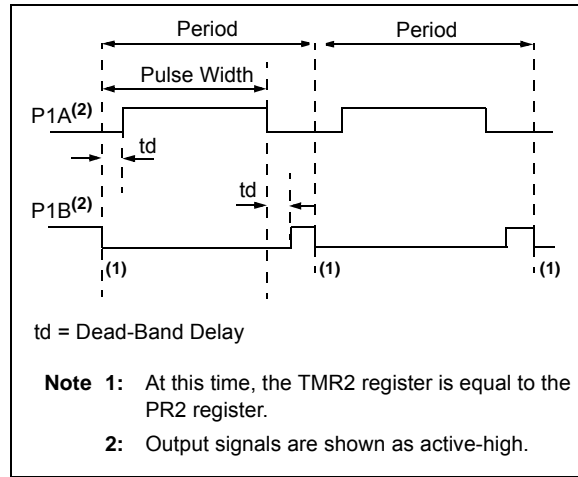 Period Period
Pulse Width
P1A(2)
td
td
P1B(2)
(1) (1) (1)
td = Dead-Band Delay
Note 1: At this time, the TMR2 register is equal to the
PR2 register.
2: Output signals are shown as active-high.